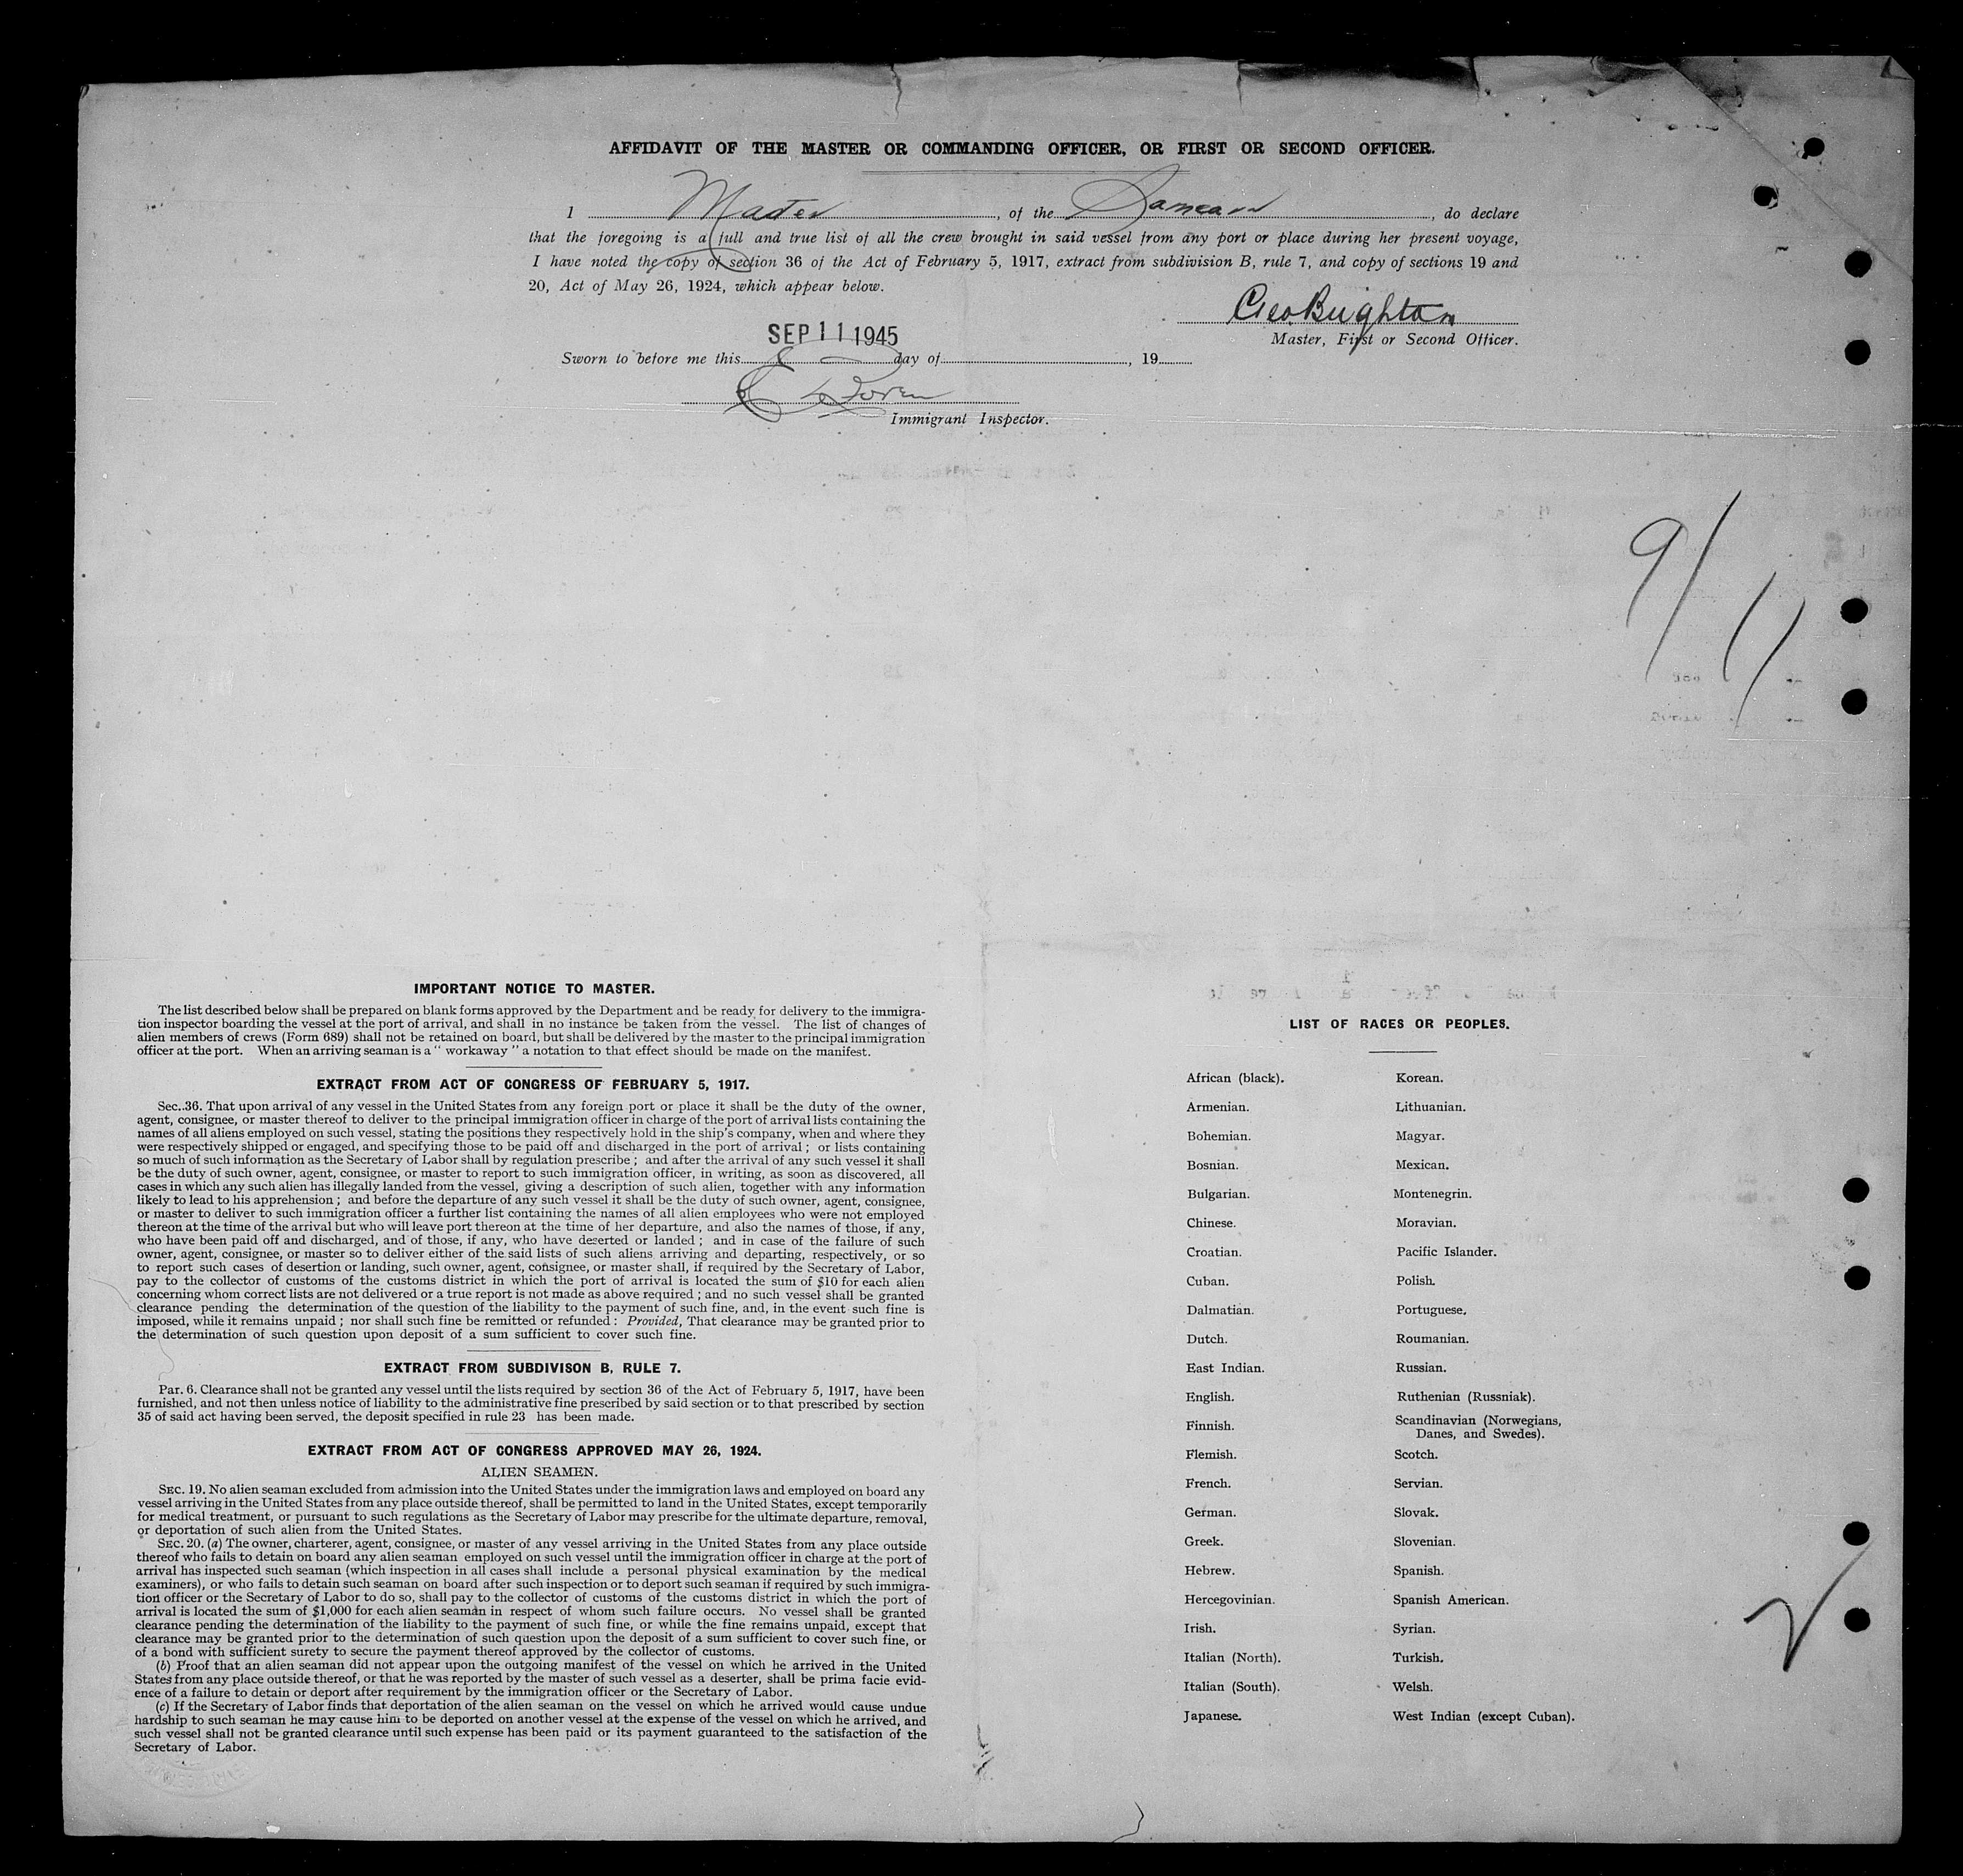 AFFIDAVIT OF THE MASTER OR COMMANDING OFFICER, OR FIRST OR SECOND OFFICER.
I Master, of the, do declare
that the foregoing is a full and true list of all the crew brought in said vessel from any port or place during her present voyage,
I have noted the copy of section 36 of the Act of February 5, 1917, extract from subdivision B, rule 7, and copy of sections 19 and
20, Act of May 26, 1924, which appear below.
Geo Brighton
Master, First or Second Officer.
SEP 11 1945
Sworn to before me this day of, 19
Immigrant Inspector.
9/11
IMPORTANT NOTICE TO MASTER.
The list described below shall be prepared on blank forms approved by the Department and be ready for delivery to the immigra-
tion inspector boarding the vessel at the port of arrival, and shall in no instance be taken from the vessel. The list of changes of
alien members of crews (Form 689) shall not be retained on board, but shall be delivered by the master to the principal immigration
officer at the port. When an arriving seaman is a "workaway" a notation to that effect should be made on the manifest.
EXTRACT FROM ACT OF CONGRESS OF FEBRUARY 5, 1917.
Sec. 36. That upon arrival of any vessel in the United States from any foreign port or place it shall be the duty of the owner,
agent, consignee, or master thereof to deliver to the principal immigration officer in charge of the port of arrival lists containing the
names of all aliens employed on such vessel, stating the positions they respectively hold in the ship's company, when and where they
were respectively shipped or engaged, and specifying those to be paid off and discharged in the port of arrival; or lists containing
so much of such information as the Secretary of Labor shall by regulation prescribe; and after the arrival of any such vessel it shall
be the duty of such owner, agent, consignee, or master to report to such immigration officer, in writing, as soon as discovered, all
cases in which any such alien has illegally landed from the vessel, giving a description of such alien, together with any information
likely to lead to his apprehension; and before the departure of any such vessel it shall be the duty of such owner, agent, consignee,
or master to deliver to such immigration officer a further list containing the names of all alien employees who were not employed
thereon at the time of the arrival but who will leave port thereon at the time of her departure, and also the names of those, if any,
who have been paid off and discharged, and of those, if any, who have deserted or landed; and in case of the failure of such
owner, agent, consignee, or master so to deliver either of the said lists of such aliens arriving and departing, respectively, or so
to report such cases of desertion or landing, such owner, agent, consignee, or master shall, if required by the Secretary of Labor,
pay to the collector of customs of the customs district in which the port of arrival is located the sum of $10 for each alien
concerning whom correct lists are not delivered or a true report is not made as above required; and no such vessel shall be granted
clearance pending the determination of the question of the liability to the payment of such fine, and, in the event such fine is
imposed, while it remains unpaid; nor shall such fine be remitted or refunded: Provided, That clearance may be granted prior to
the determination of such question upon deposit of a sum sufficient to cover such fine.
EXTRACT FROM SUBDIVISON B, RULE 7.
Par. 6. Clearance shall not be granted any vessel until the lists required by section 36 of the Act of February 5, 1917, have been
furnished, and not then unless notice of liability to the administrative fine prescribed by said section or to that prescribed by section
35 of said act having been served, the deposit specified in rule 23 has been made.
EXTRACT FROM ACT OF CONGRESS APPROVED MAY 26, 1924.
ALIEN SEAMEN.
SEC. 19. No alien seaman excluded from admission into the United States under the immigration laws and employed on board any
vessel arriving in the United States from any place outside thereof, shall be permitted to land in the United States, except temporarily
for medical treatment, or pursuant to such regulations as the Secretary of Labor may prescribe for the ultimate departure, removal,
or deportation of such alien from the United States.
SEC. 20. (a) The owner, charterer, agent, consignee, or master of any vessel arriving in the United States from any place outside
thereof who fails to detain on board any alien seaman employed on such vessel until the immigration officer in charge at the port of
arrival has inspected such seaman (which inspection in all cases shall include a personal physical examination by the medical
examiners), or who fails to detain such seaman on board after such inspection or to deport such seaman if required by such immigra-
tion officer or the Secretary of Labor to do so, shall pay to the collector of customs of the customs district in which the port of
arrival is located the sum of $1,000 for each alien seaman in respect of whom such failure occurs. No vessel shall be granted
clearance pending the determination of the liability to the payment of such fine, or while the fine remains unpaid, except that
clearance may be granted prior to the determination of such question upon the deposit of a sum sufficient to cover such fine, or
of a bond with sufficient surety to secure the payment thereof approved by the collector of customs.
(b) Proof that an alien seaman did not appear upon the outgoing manifest of the vessel on which he arrived in the United
States from any place outside thereof, or that he was reported by the master of such vessel as a deserter, shall be prima facie evid-
ence of a failure to detain or deport after requirement by the immigration officer or the Secretary of Labor.
(c) If the Secretary of Labor finds that deportation of the alien seaman on the vessel on which he arrived would cause undue
hardship to such seaman he may cause him to be deported on another vessel at the expense of the vessel on which he arrived, and
such vessel shall not be granted clearance until such expense has been paid or its payment guaranteed to the satisfaction of the
Secretary of Labor.
LIST OF RACES OR PEOPLES.
African (black).
Armenian.
Bohemian.
Bosnian.
Bulgarian.
Chinese.
Croatian.
Cuban.
Dalmatian.
Dutch.
East Indian.
English.
Finnish.
Flemish.
French.
German.
Greek.
Hebrew.
Hercegovinian.
Irish.
Italian (North).
Italian (South).
Japanese.
Korean.
Lithuanian.
Magyar.
Mexican.
Montenegrin.
Moravian.
Pacific Islander.
Polish.
Portuguese.
Roumanian.
Russian.
Ruthenian (Russniak).
Scandinavian (Norwegians,
Danes, and Swedes).
Scotch.
Servian.
Slovak.
Slovenian.
Spanish.
Spanish American.
Syrian.
Turkish.
Welsh.
West Indian (except Cuban).